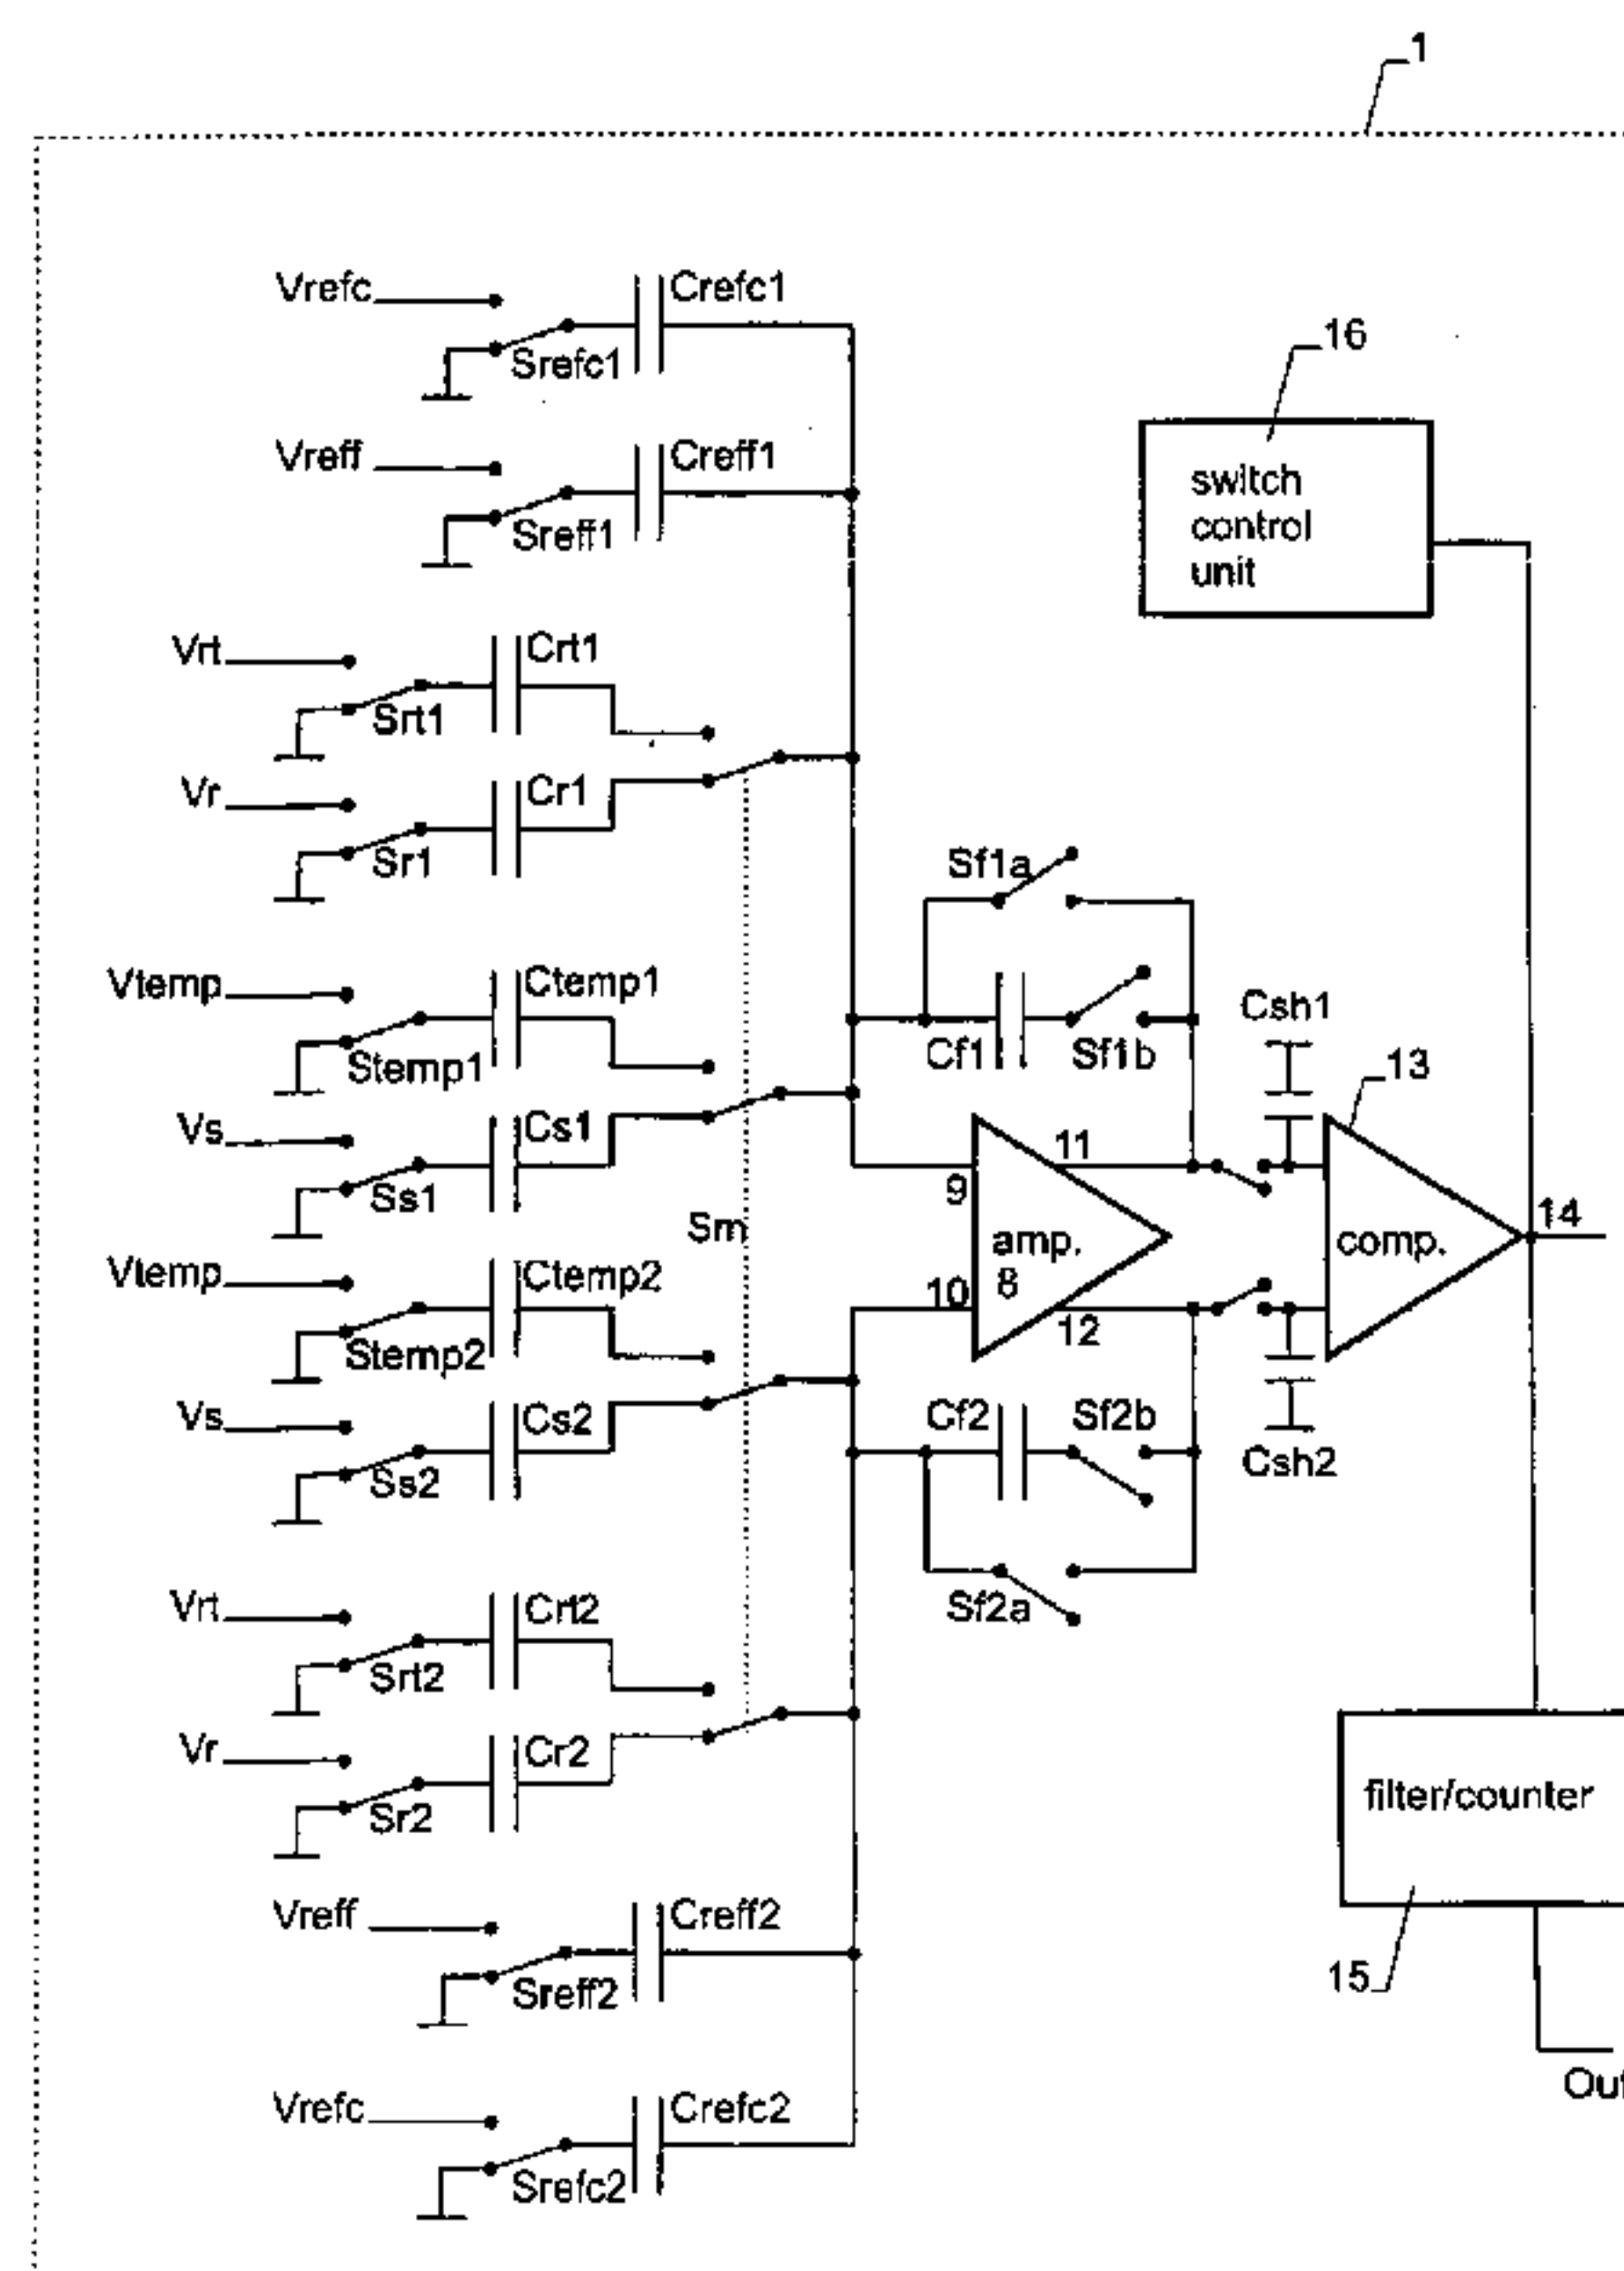 1
Vrefc
Crefc1
Srefc1
16
switch
control
unit
Vreff
Creff1
Sreff1
Vrt
Crt1
Srt1
Vr
Cr1
Sr1
Sf1a
Vtemp
Ctemp1
Stemp1
Cf1
Sf1b
Csh1
13
Vs
Cs1
Ss1
Sm
9
11
amp.
8
comp.
14
Vtemp
Ctemp2
Stemp2
10
12
Vs
Cs2
Ss2
Cf2
Sf2b
Csh2
Sf2a
Vrt
Crt2
Srt2
Vr
Cr2
Sr2
filter/counter
15
Vreff
Creff2
Sreff2
Vrefc
Crefc2
Srefc2